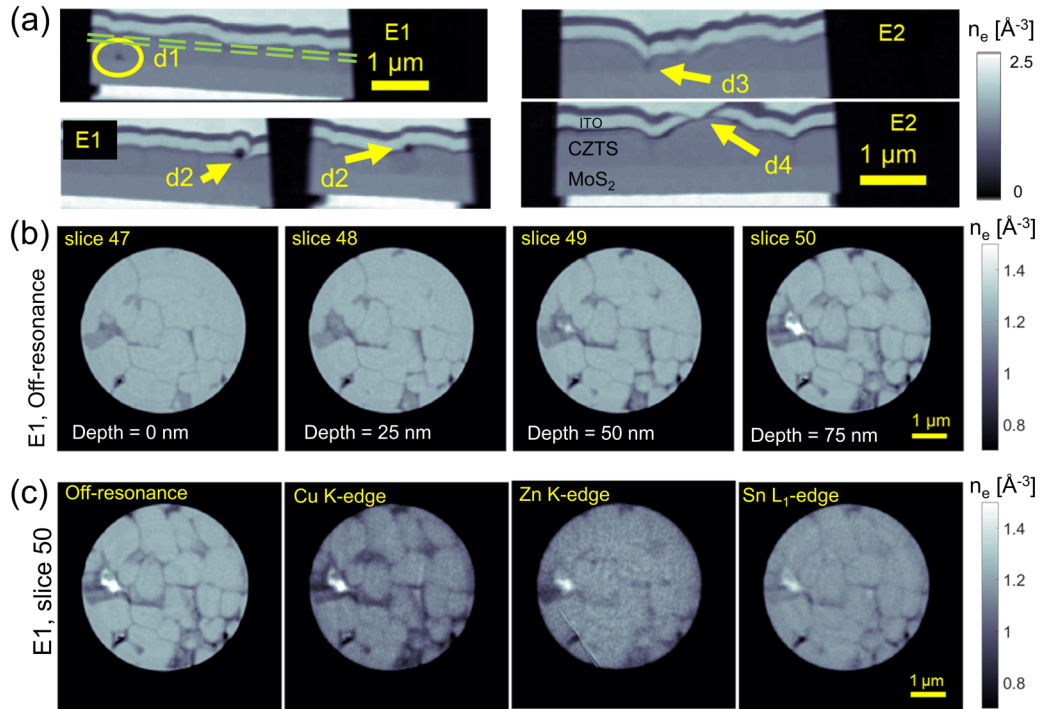 (a)
E1
d1
1 μm
E2
d3
nₑ [Å⁻³]
2.5
0
E1
d2
d2
ITO
CZTS
MoS₂
E2
d4
1 μm
(b)
E1, Off-resonance
slice 47
slice 48
slice 49
slice 50
Depth = 0 nm
Depth = 25 nm
Depth = 50 nm
Depth = 75 nm
1 μm
nₑ [Å⁻³]
1.4
1.2
1
0.8
(c)
E1, slice 50
Off-resonance
Cu K-edge
Zn K-edge
Sn L₁-edge
1 μm
nₑ [Å⁻³]
1.4
1.2
1
0.8